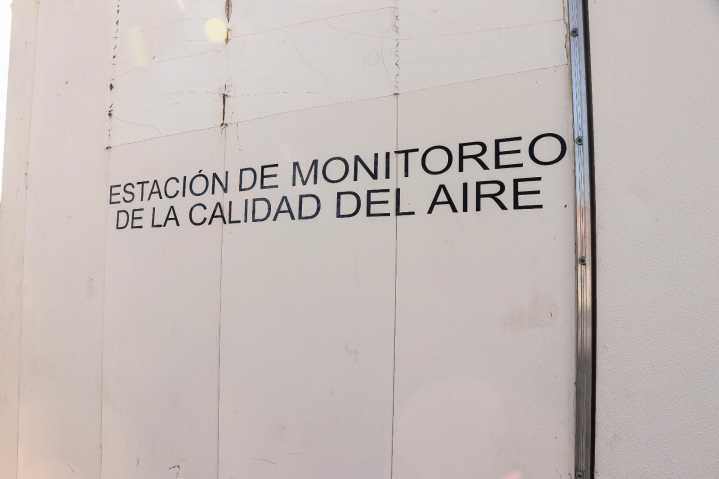 ESTACIÓN DE MONITOREO
DE LA CALIDAD DEL AIRE